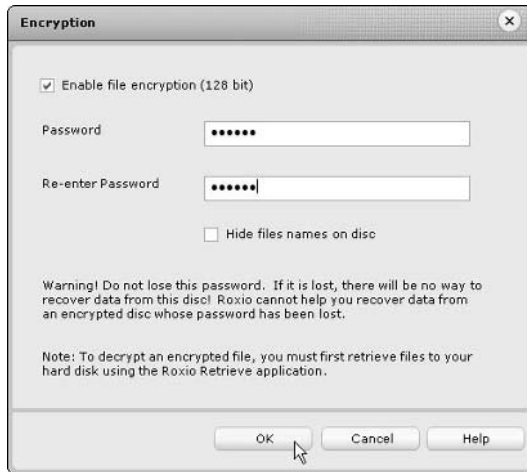 Encryption
Enable file encryption (128 bit)
Password
••••••
Re-enter Password
••••••
Hide files names on disc
Warning! Do not lose this password. If it is lost, there will be no way to
recover data from this disc! Roxio cannot help you recover data from
an encrypted disc whose password has been lost.
Note: To decrypt an encrypted file, you must first retrieve files to your
hard disk using the Roxio Retrieve application.
OK
Cancel
Help